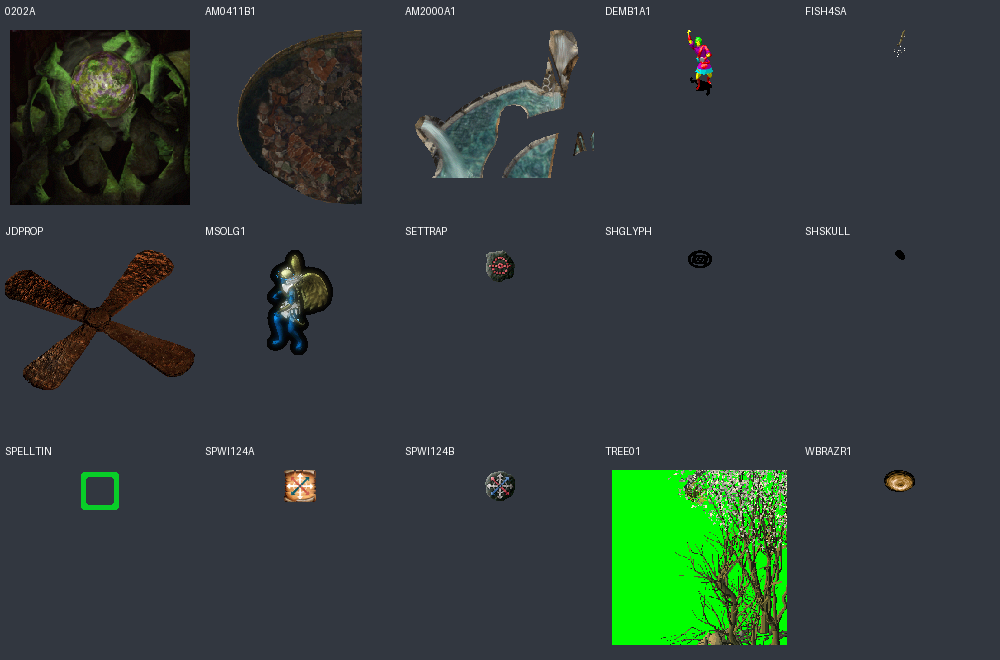 0202A
AM0411B1
AM2000A1
DEMB1A1
FISH4SA
JDPROP
MSOLG1
SETTRAP
SHGLYPH
SHSKULL
SPELLTIN
SPWI124A
SPWI124B
TREE01
WBRAZR1